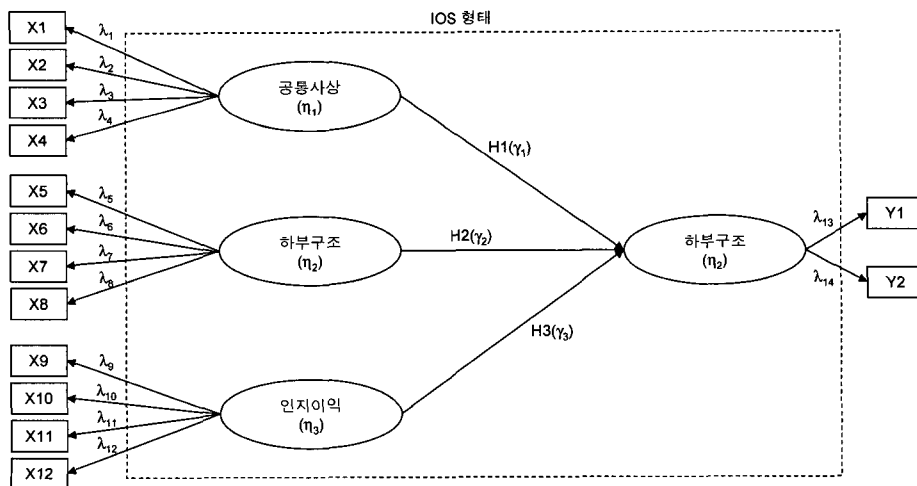 IOS 형태
X1
X2
X3
X4
λ1
λ2
λ3
λ4
공통사상
(η1)
H1(γ1)
X5
X6
X7
X8
λ5
λ6
λ7
λ8
하부구조
(η2)
H2(γ2)
하부구조
(η2)
λ13
λ14
Y1
Y2
X9
X10
X11
X12
λ9
λ10
λ11
λ12
인지이익
(η3)
H3(γ3)